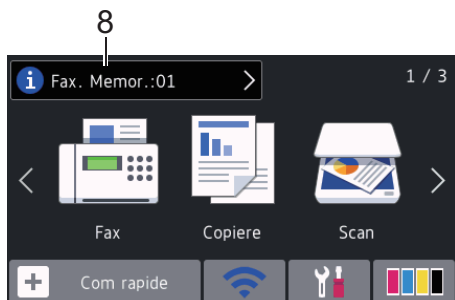 8
i Fax. Memor.:01
1 / 3
Fax Copiere Scan
Com rapide